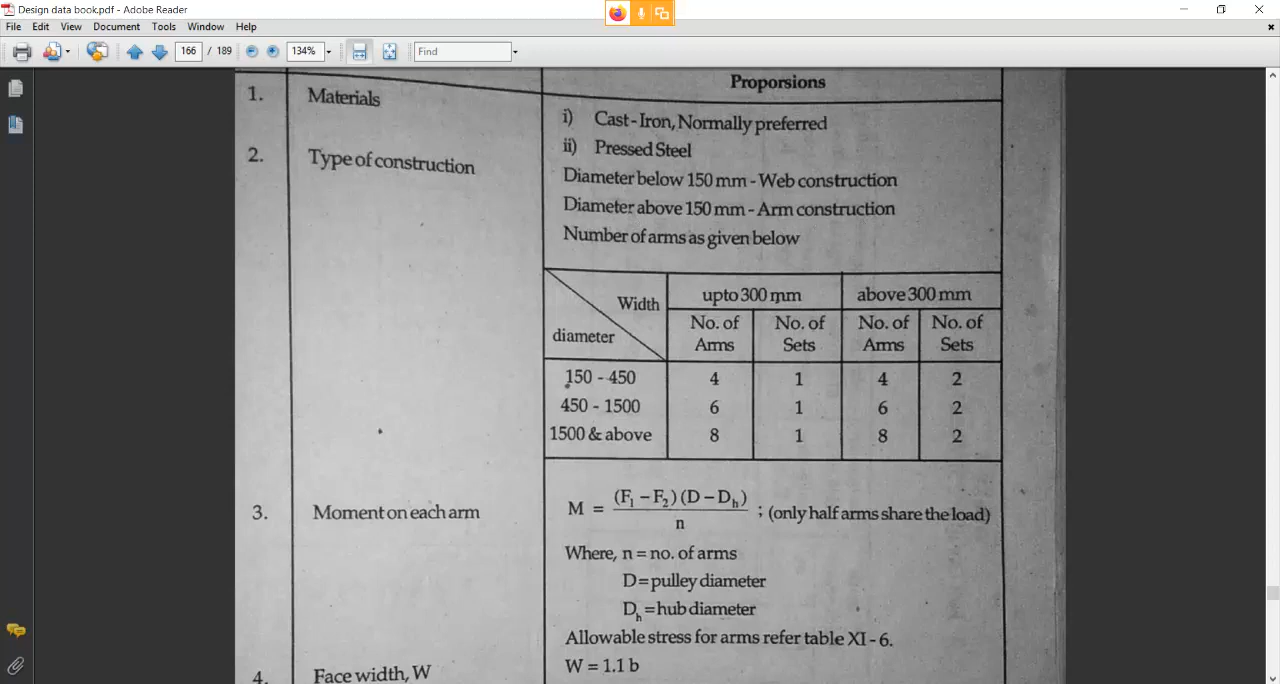 Design data book.pdf - Adobe Reader
File Edit View Document Tools Window Help
166 / 189 134% Find
Proporsions
1. Materials
i) Cast-Iron, Normally preferred
ii) Pressed Steel
2. Type of construction
Diameter below 150 mm - Web construction
Diameter above 150 mm - Arm construction
Number of arms as given below
Width upto 300 mm above 300 mm
diameter No. of Arms No. of Sets No. of Arms No. of Sets
150 - 450 4 1 4 2
450 - 1500 6 1 6 2
1500 & above 8 1 8 2
3. Moment on each arm
M = (F₁ - F₂) (D - Dₕ) / n ; (only half arms share the load)
Where, n = no. of arms
D = pulley diameter
Dₕ = hub diameter
Allowable stress for arms refer table XI - 6.
4. Face width, W
W = 1.1 b